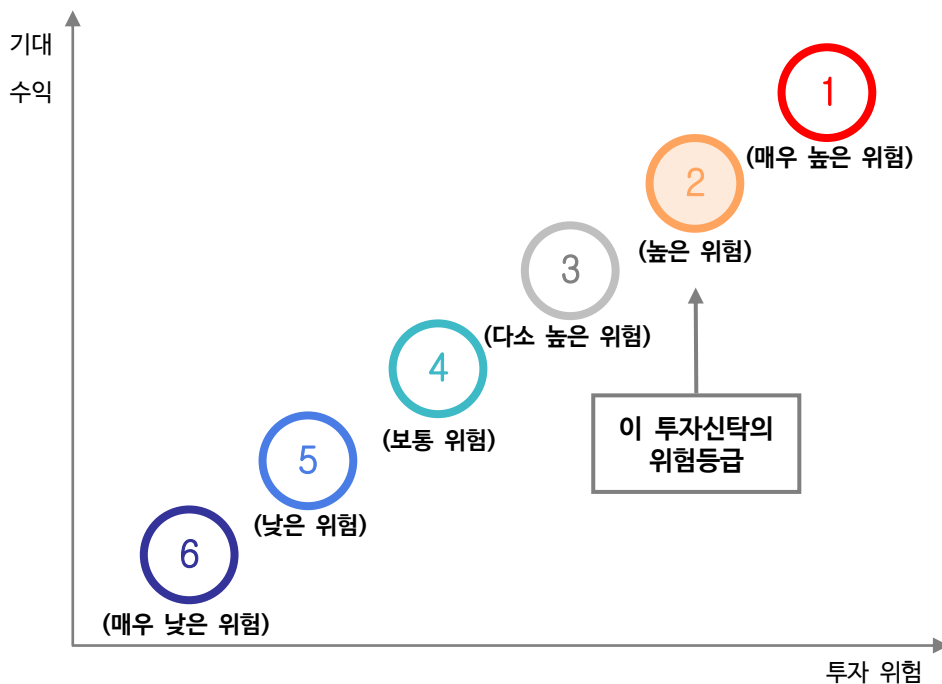 기대
수익
1
(매우 높은 위험)
2
(높은 위험)
3
(다소 높은 위험)
4
(보통 위험)
이 투자신탁의
위험등급
5
(낮은 위험)
6
(매우 낮은 위험)
투자 위험